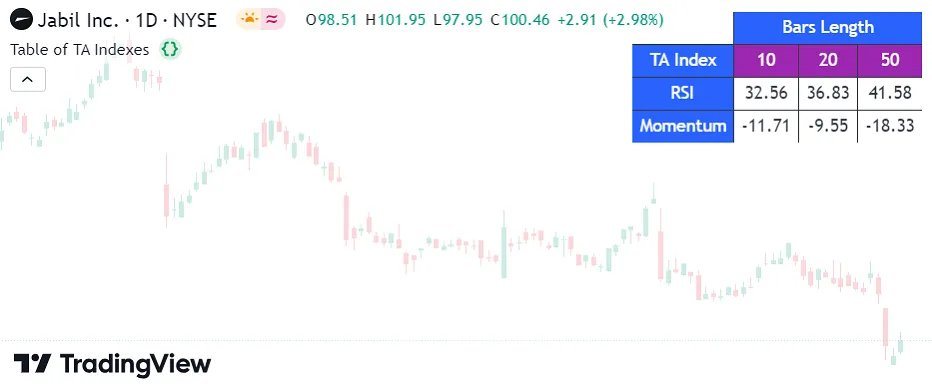 Jabil Inc. · 1D · NYSE ≈ O98.51 H101.95 L97.95 C100.46 +2.91 (+2.98%)
Table of TA Indexes {}
Bars Length
TA Index 10 20 50
RSI 32.56 36.83 41.58
Momentum -11.71 -9.55 -18.33
TradingView